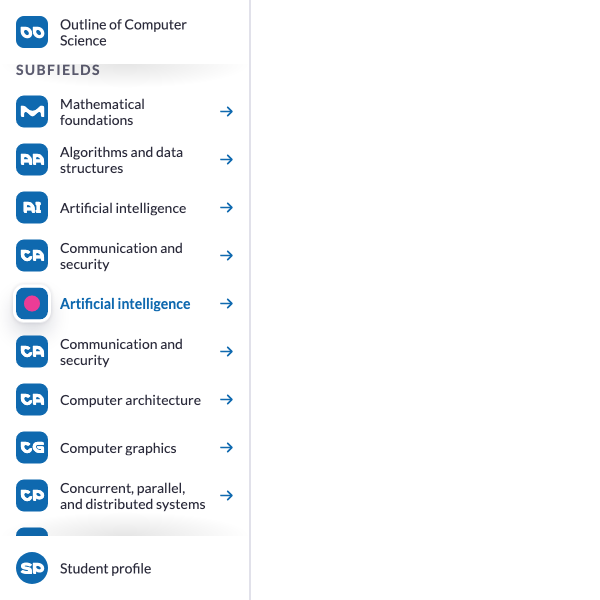 OO
Outline of Computer
Science
SUBFIELDS
M
Mathematical
foundations
AA
Algorithms and data
structures
AI
Artificial intelligence
CA
Communication and
security
Artificial intelligence
CA
Communication and
security
CA
Computer architecture
CG
Computer graphics
CP
Concurrent, parallel,
and distributed systems
SP
Student profile